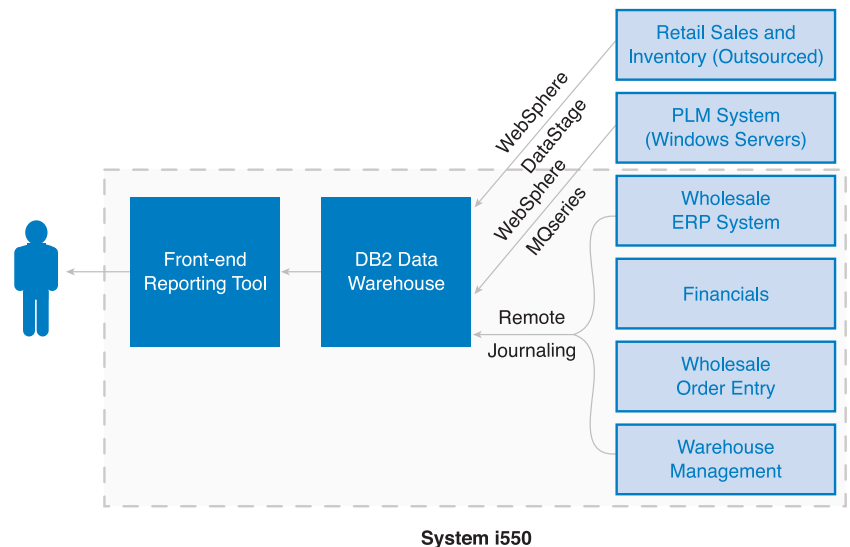 Retail Sales and
Inventory (Outsourced)
PLM System
(Windows Servers)
WebSphere
DataStage
WebSphere
MQseries
Wholesale
ERP System
Front-end
Reporting Tool
DB2 Data
Warehouse
Financials
Remote
Journaling
Wholesale
Order Entry
Warehouse
Management
System i550